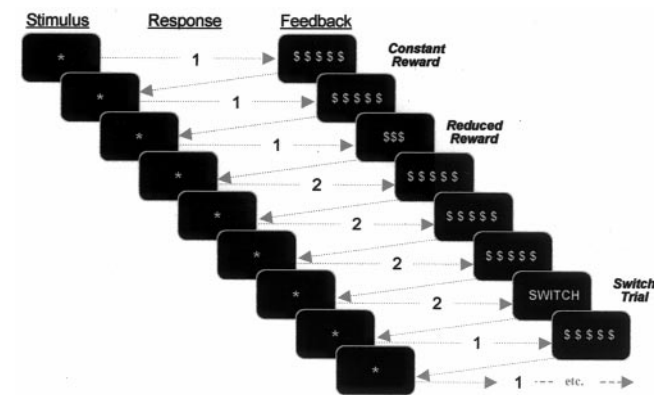 Stimulus Response Feedback
*
1
$ $ $ $ $
Constant
Reward
*
1
$ $ $ $ $
*
1
$$$
Reduced
Reward
*
2
$ $ $ $ $
*
2
$ $ $ $ $
*
2
$ $ $ $ $
*
2
SWITCH
Switch
Trial
*
1
$ $ $ $ $
*
1
etc.